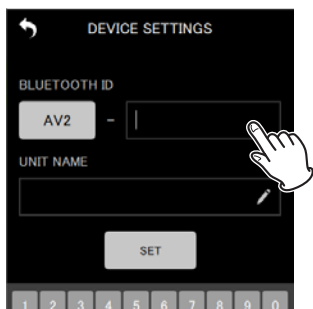 DEVICE SETTINGS
BLUETOOTH ID
AV2 -
UNIT NAME
SET
1 2 3 4 5 6 7 8 9 0